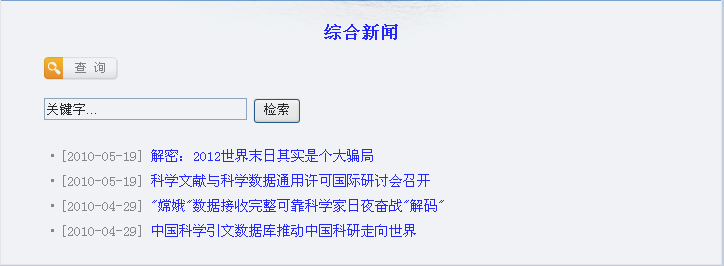 综合新闻
查 询
关键字...
检索
[2010-05-19] 解密：2012世界末日其实是个大骗局
[2010-05-19] 科学文献与科学数据通用许可国际研讨会召开
[2010-04-29] "嫦娥"数据接收完整可靠科学家日夜奋战"解码"
[2010-04-29] 中国科学引文数据库推动中国科研走向世界